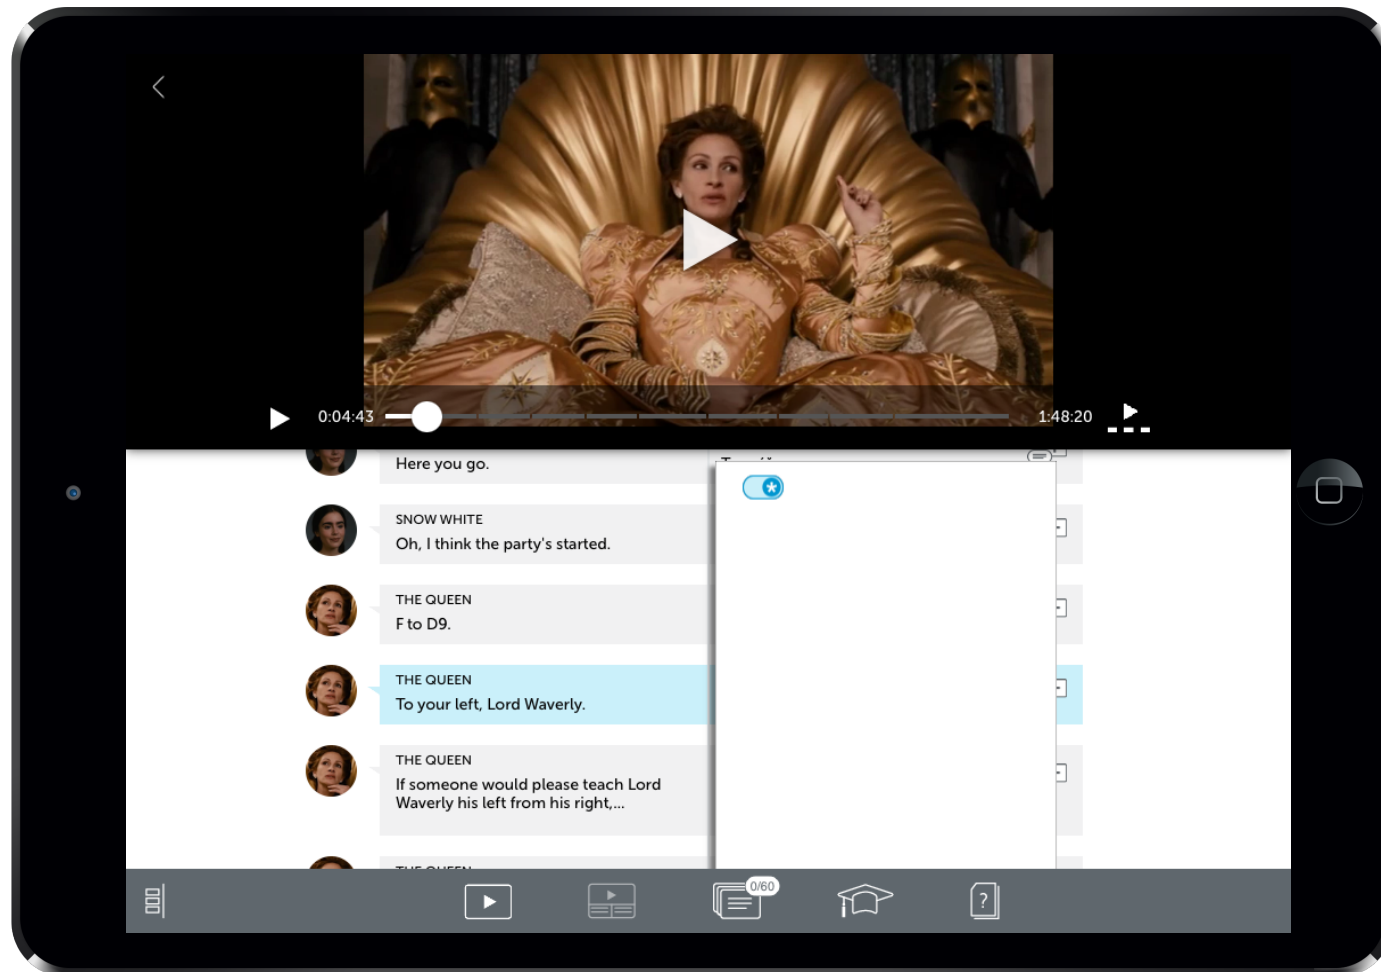 0:04:43
1:48:20
Here you go.
SNOW WHITE
Oh, I think the party's started.
THE QUEEN
F to D9.
THE QUEEN
To your left, Lord Waverly.
THE QUEEN
If someone would please teach Lord
Waverly his left from his right,...
THE QUEEN
0/60
?